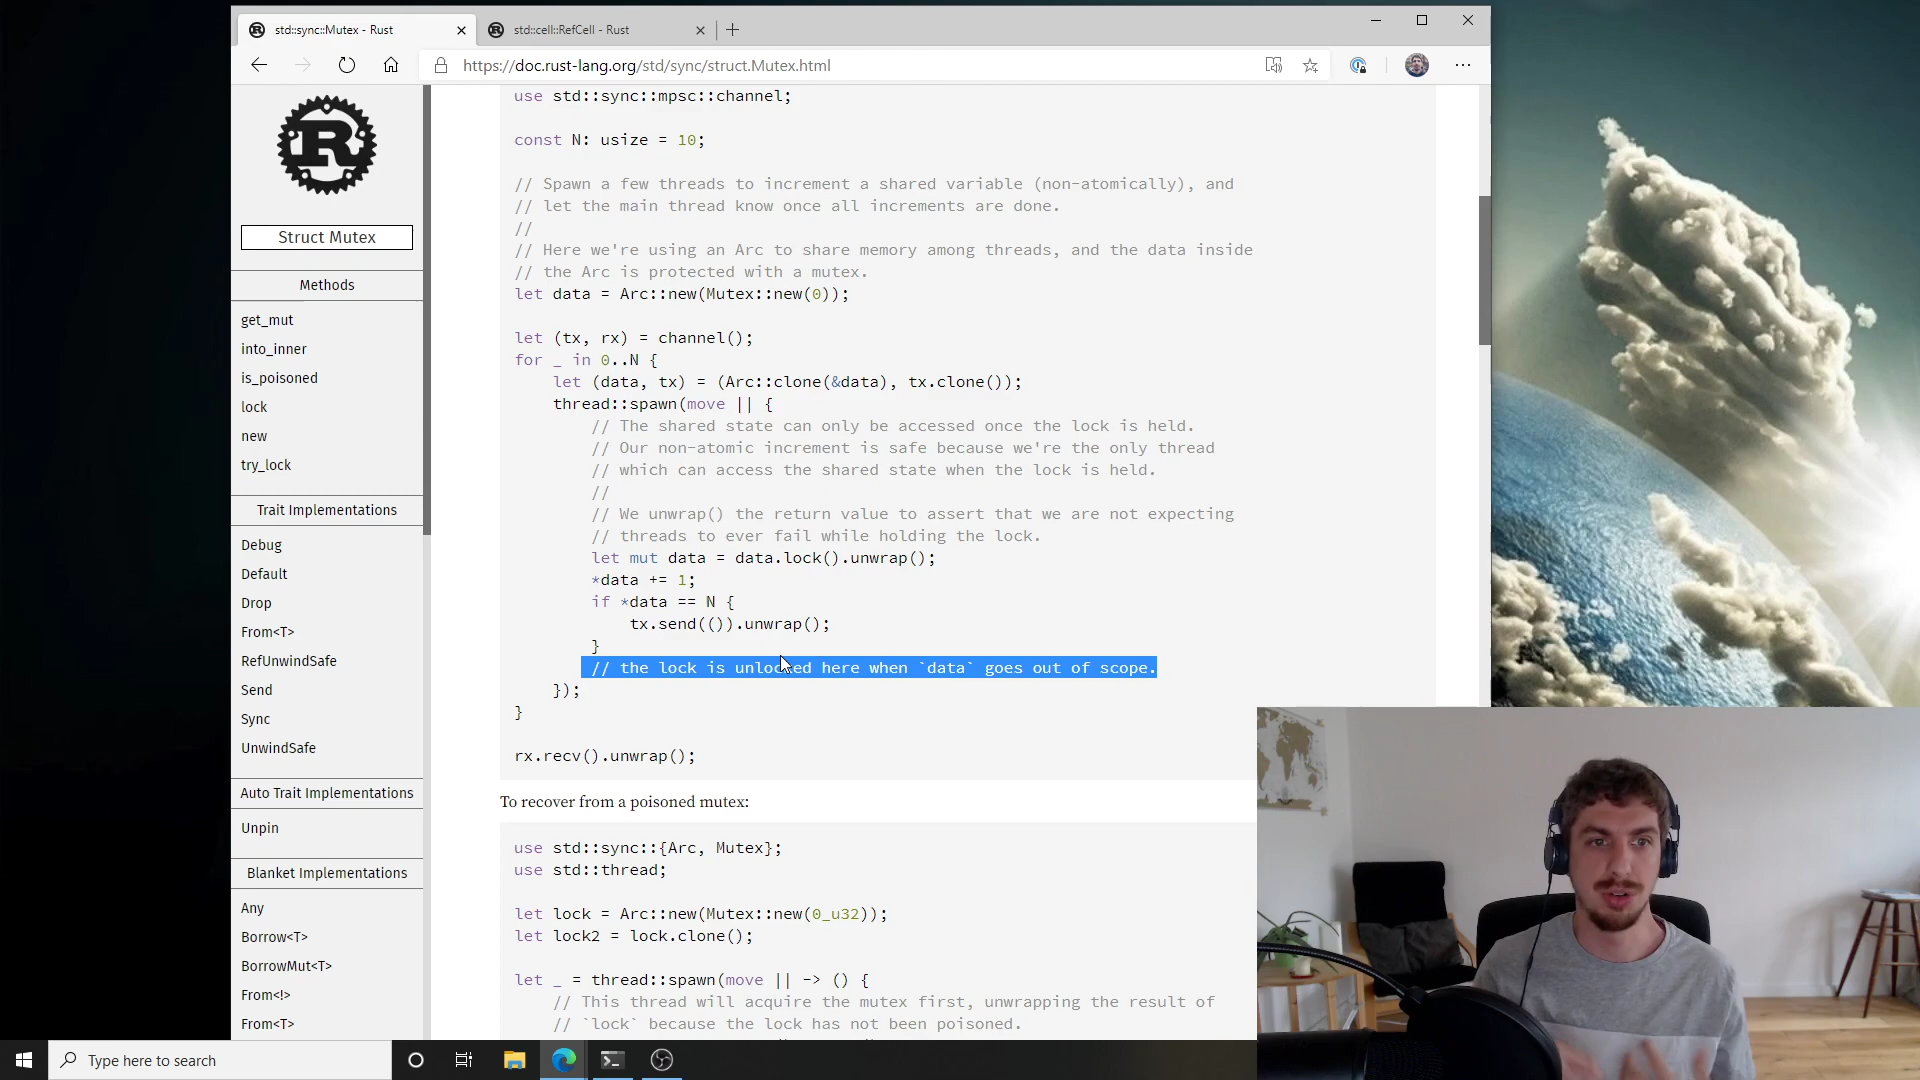 std::sync::Mutex - Rust
std::cell::RefCell - Rust
https://doc.rust-lang.org/std/sync/struct.Mutex.html
Struct Mutex
Methods
get_mut
into_inner
is_poisoned
lock
new
try_lock
Trait Implementations
Debug
Default
Drop
From<T>
RefUnwindSafe
Send
Sync
UnwindSafe
Auto Trait Implementations
Unpin
Blanket Implementations
Any
Borrow<T>
BorrowMut<T>
From<!>
From<T>
use std::sync::mpsc::channel;
const N: usize = 10;
// Spawn a few threads to increment a shared variable (non-atomically), and
// let the main thread know once all increments are done.
//
// Here we're using an Arc to share memory among threads, and the data inside
// the Arc is protected with a mutex.
let data = Arc::new(Mutex::new(0));
let (tx, rx) = channel();
for _ in 0..N {
let (data, tx) = (Arc::clone(&data), tx.clone());
thread::spawn(move || {
// The shared state can only be accessed once the lock is held.
// Our non-atomic increment is safe because we're the only thread
// which can access the shared state when the lock is held.
//
// We unwrap() the return value to assert that we are not expecting
// threads to ever fail while holding the lock.
let mut data = data.lock().unwrap();
*data += 1;
if *data == N {
tx.send(()).unwrap();
}
// the lock is unlocked here when `data` goes out of scope.
});
}
rx.recv().unwrap();
To recover from a poisoned mutex:
use std::sync::{Arc, Mutex};
use std::thread;
let lock = Arc::new(Mutex::new(0_u32));
let lock2 = lock.clone();
let _ = thread::spawn(move || -> () {
// This thread will acquire the mutex first, unwrapping the result of
// `lock` because the lock has not been poisoned.
Type here to search